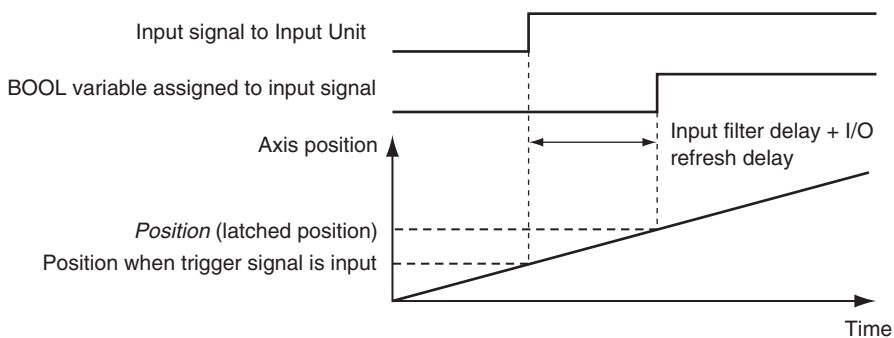 Input signal to Input Unit
BOOL variable assigned to input signal
Input filter delay + I/O
refresh delay
Axis position
Position (latched position)
Position when trigger signal is input
Time